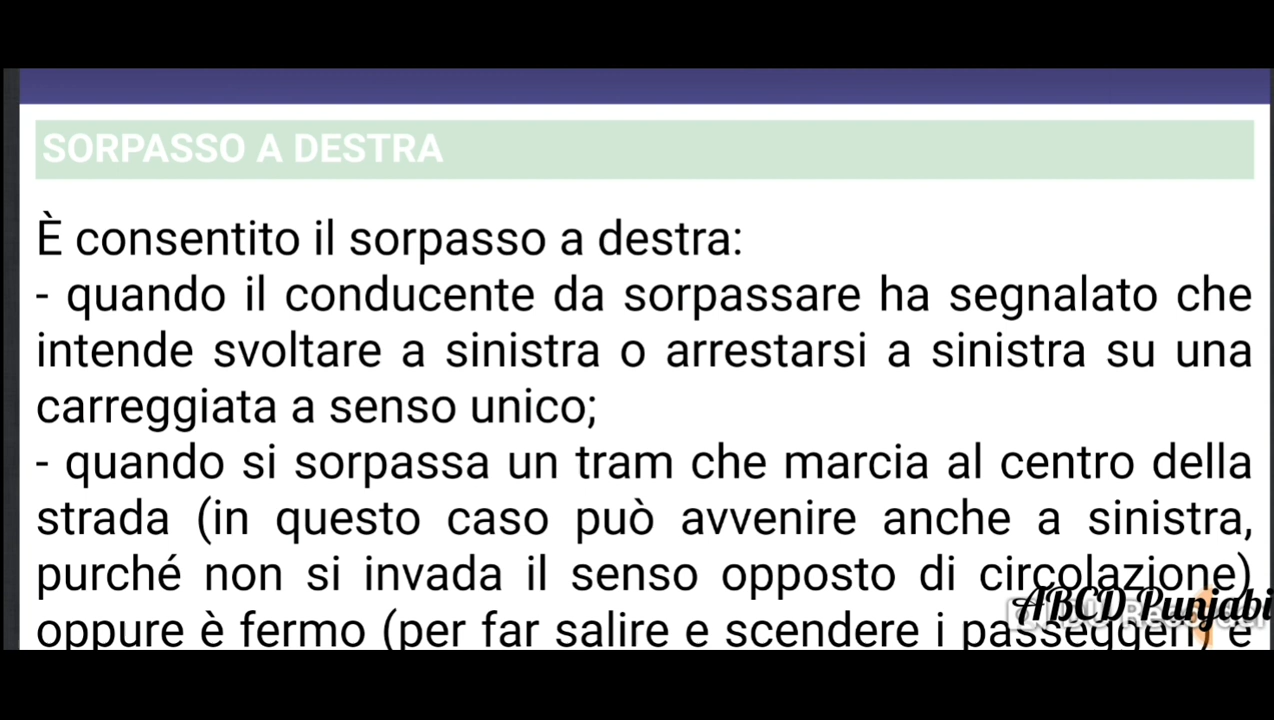 SORPASSO A DESTRA
È consentito il sorpasso a destra:
- quando il conducente da sorpassare ha segnalato che
intende svoltare a sinistra o arrestarsi a sinistra su una
carreggiata a senso unico;
- quando si sorpassa un tram che marcia al centro della
strada (in questo caso può avvenire anche a sinistra,
purché non si invada il senso opposto di circolazione)
oppure è fermo (per far salire e scendere i passeggeri) e
ABCD Punjabi